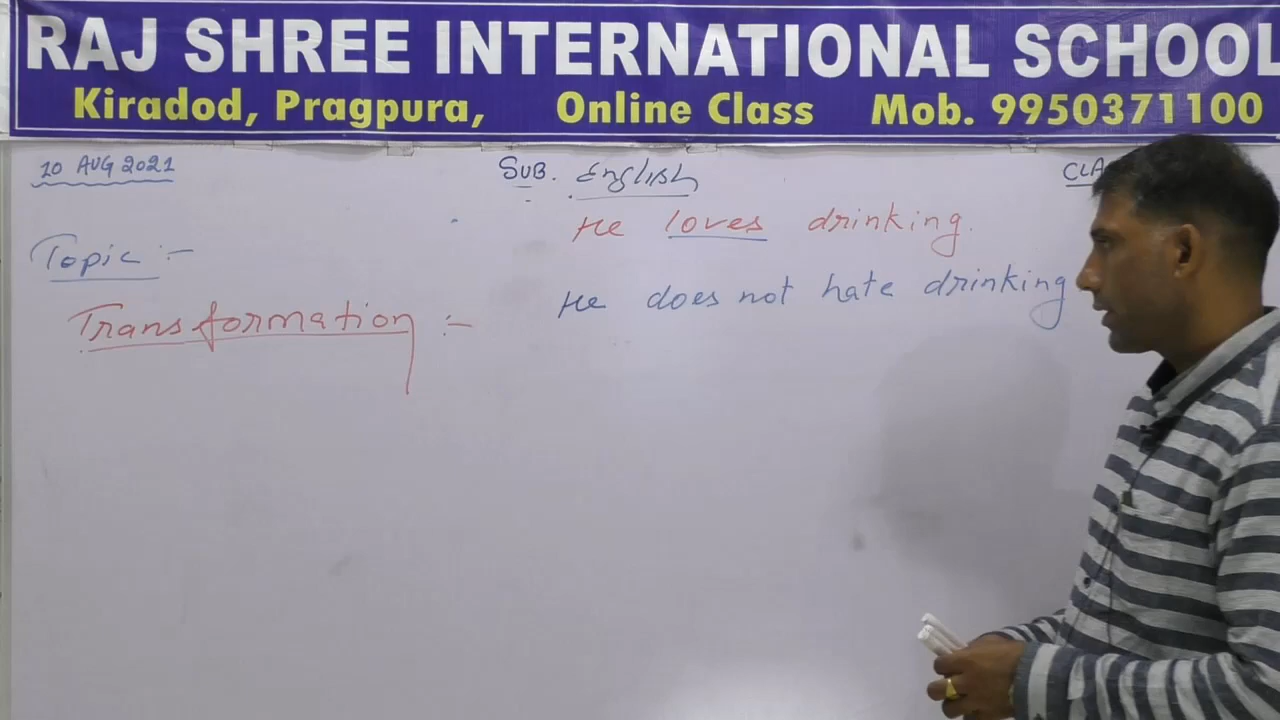 RAJ SHREE INTERNATIONAL SCHOOL
Kiradod, Pragpura, Online Class Mob. 9950371100
10 AUG 2021 SUB. English
He loves drinking.
Topic :-
He does not hate drinking
Transformation :-